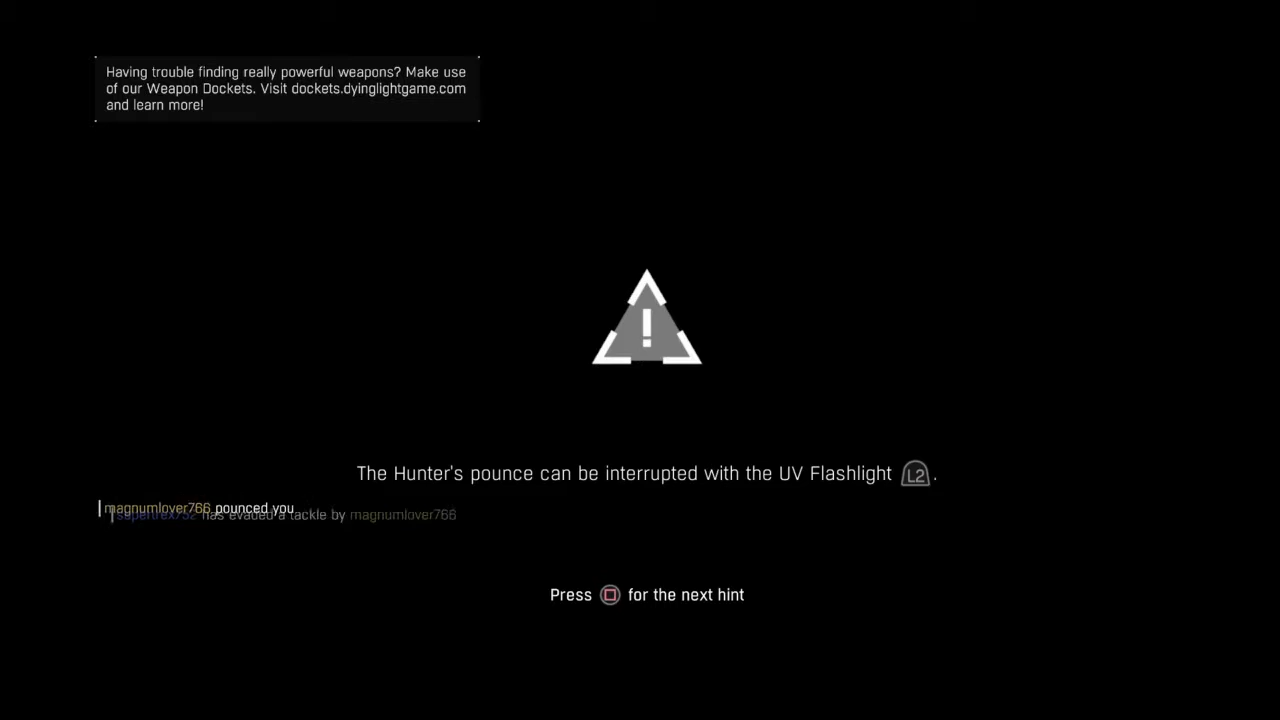 Having trouble finding really powerful weapons? Make use
of our Weapon Dockets. Visit dockets.dyinglightgame.com
and learn more!
!
The Hunter's pounce can be interrupted with the UV Flashlight L2 .
magnumlover766 pounced you
has evaded a tackle by magnumlover766
Press for the next hint